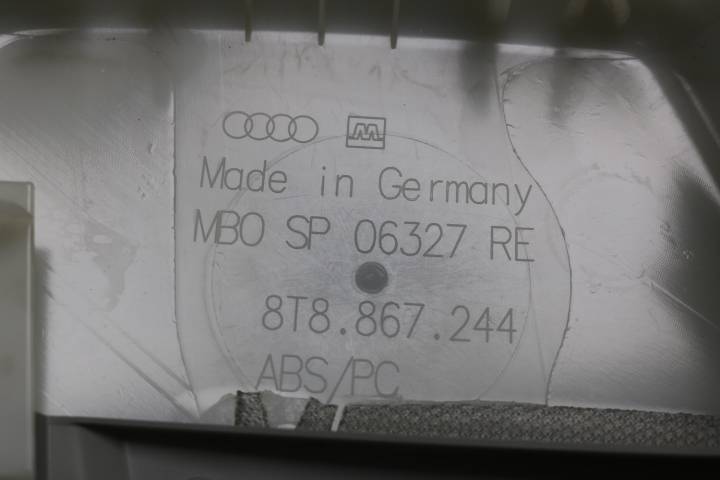 Made in Germany
MBO SP 06327 RE
8T8.867.244
ABS/PC